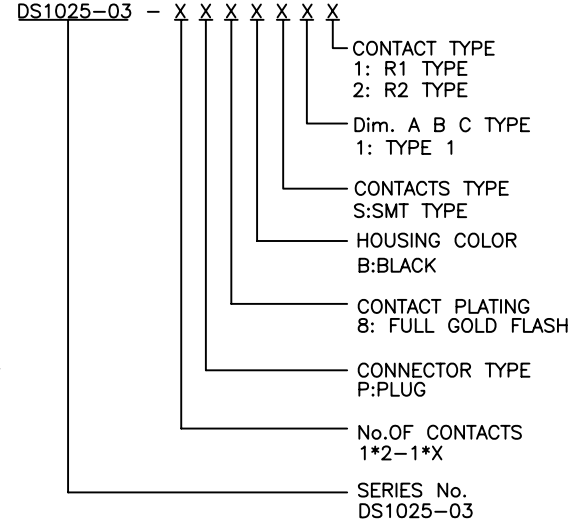 DS1025-03 - X X X X X X X
CONTACT TYPE
1: R1 TYPE
2: R2 TYPE
Dim. A B C TYPE
1: TYPE 1
CONTACTS TYPE
S:SMT TYPE
HOUSING COLOR
B:BLACK
CONTACT PLATING
8: FULL GOLD FLASH
CONNECTOR TYPE
P:PLUG
No.OF CONTACTS
1*2-1*X
SERIES No.
DS1025-03